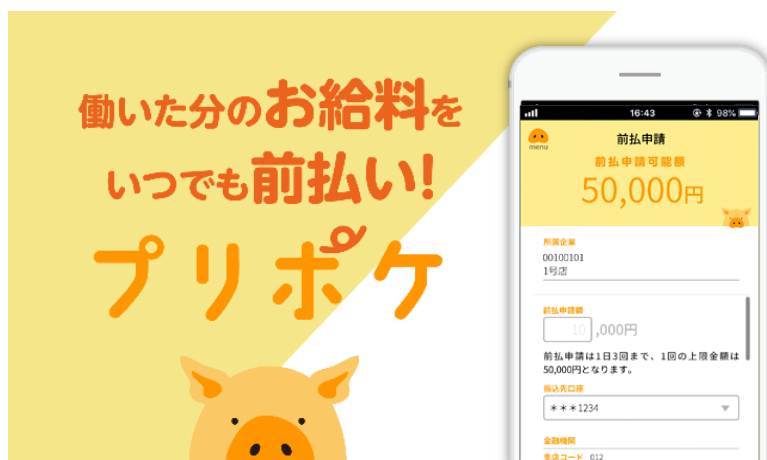 働いた分のお給料を
いつでも前払い!
プリポケ
16:43
98%
menu
前払申請
前払申請可能額
50,000円
所属企業
00100101
1号店
前払申請額
10 ,000円
前払申請は1日3回まで、1回の上限金額は
50,000円となります。
振込先口座
***1234
金融機関
支店コード 012